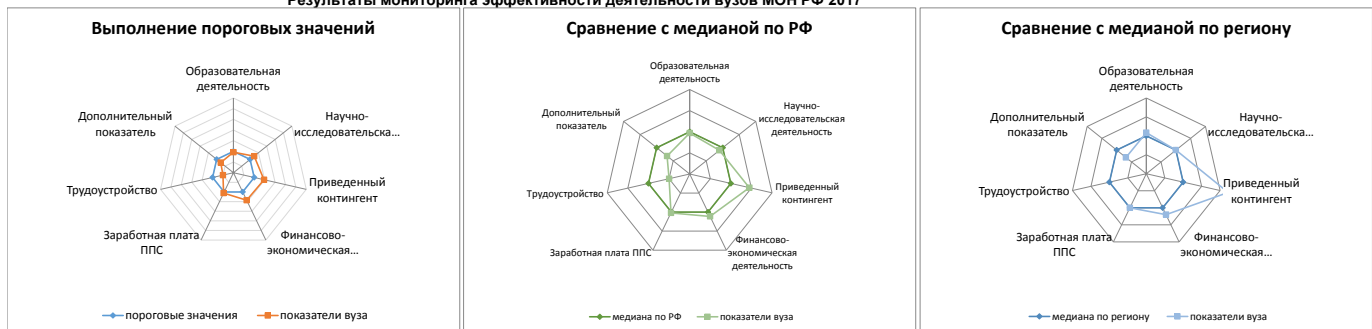 Результаты мониторинга эффективности деятельности вузов МОН РФ 2017
Выполнение пороговых значений
Образовательная
деятельность
Научно-
исследовательска...
Приведенный
контингент
Финансово-
экономическая...
Заработная плата
ППС
Трудоустройство
Дополнительный
показатель
пороговые значения
показатели вуза
Сравнение с медианой по РФ
Образовательная
деятельность
Научно-
исследовательская
деятельность
Приведенный
контингент
Финансово-
экономическая
деятельность
Заработная плата ППС
Трудоустройство
Дополнительный
показатель
медиана по РФ
показатели вуза
Сравнение с медианой по региону
Образовательная
деятельность
Научно-
исследовательска...
Приведенный
контингент
Финансово-
экономическая...
Заработная плата
ППС
Трудоустройство
Дополнительный
показатель
медиана по региону
показатели вуза